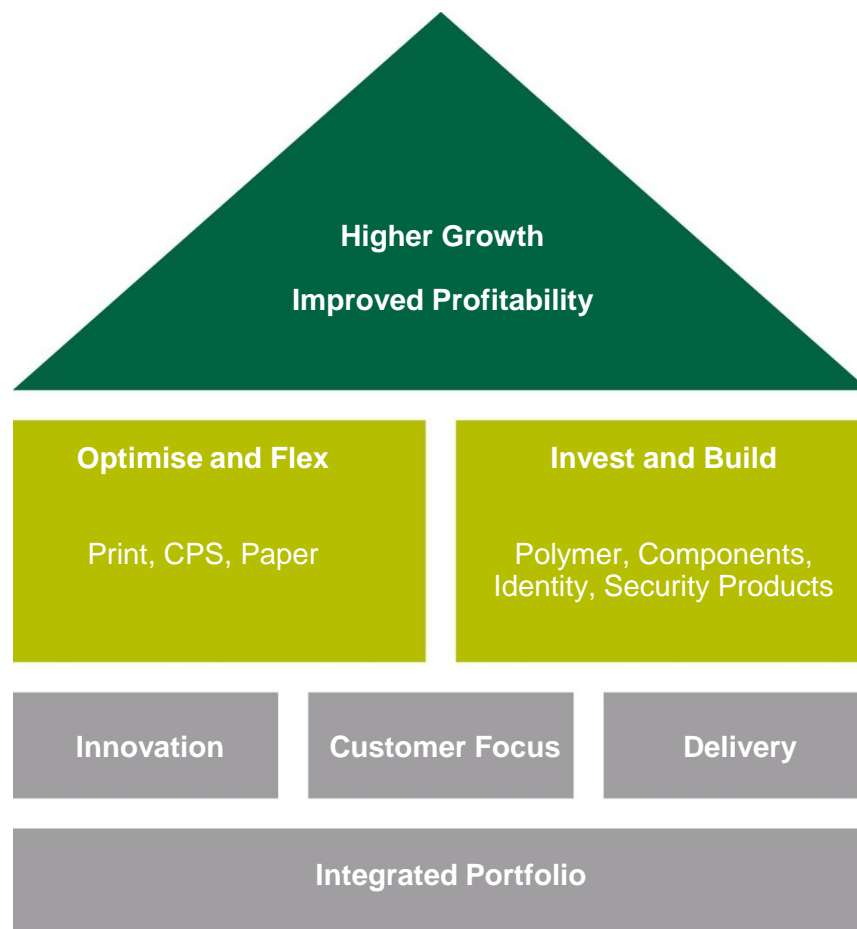 Higher Growth
Improved Profitability
Optimise and Flex
Print, CPS, Paper
Invest and Build
Polymer, Components,
Identity, Security Products
Innovation
Customer Focus
Delivery
Integrated Portfolio